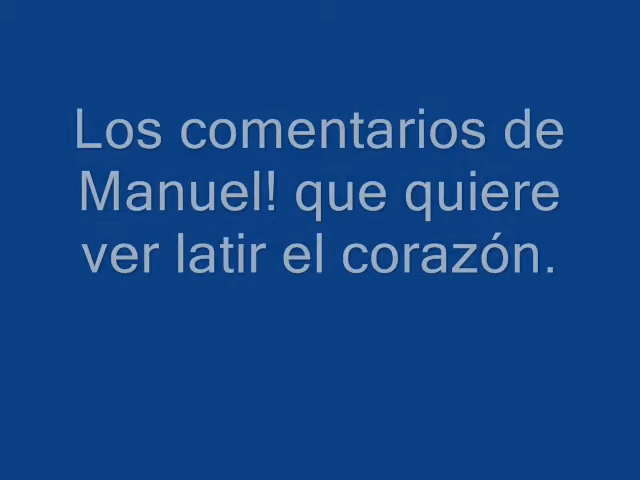 Los comentarios de
Manuel! que quiere
ver latir el corazón.